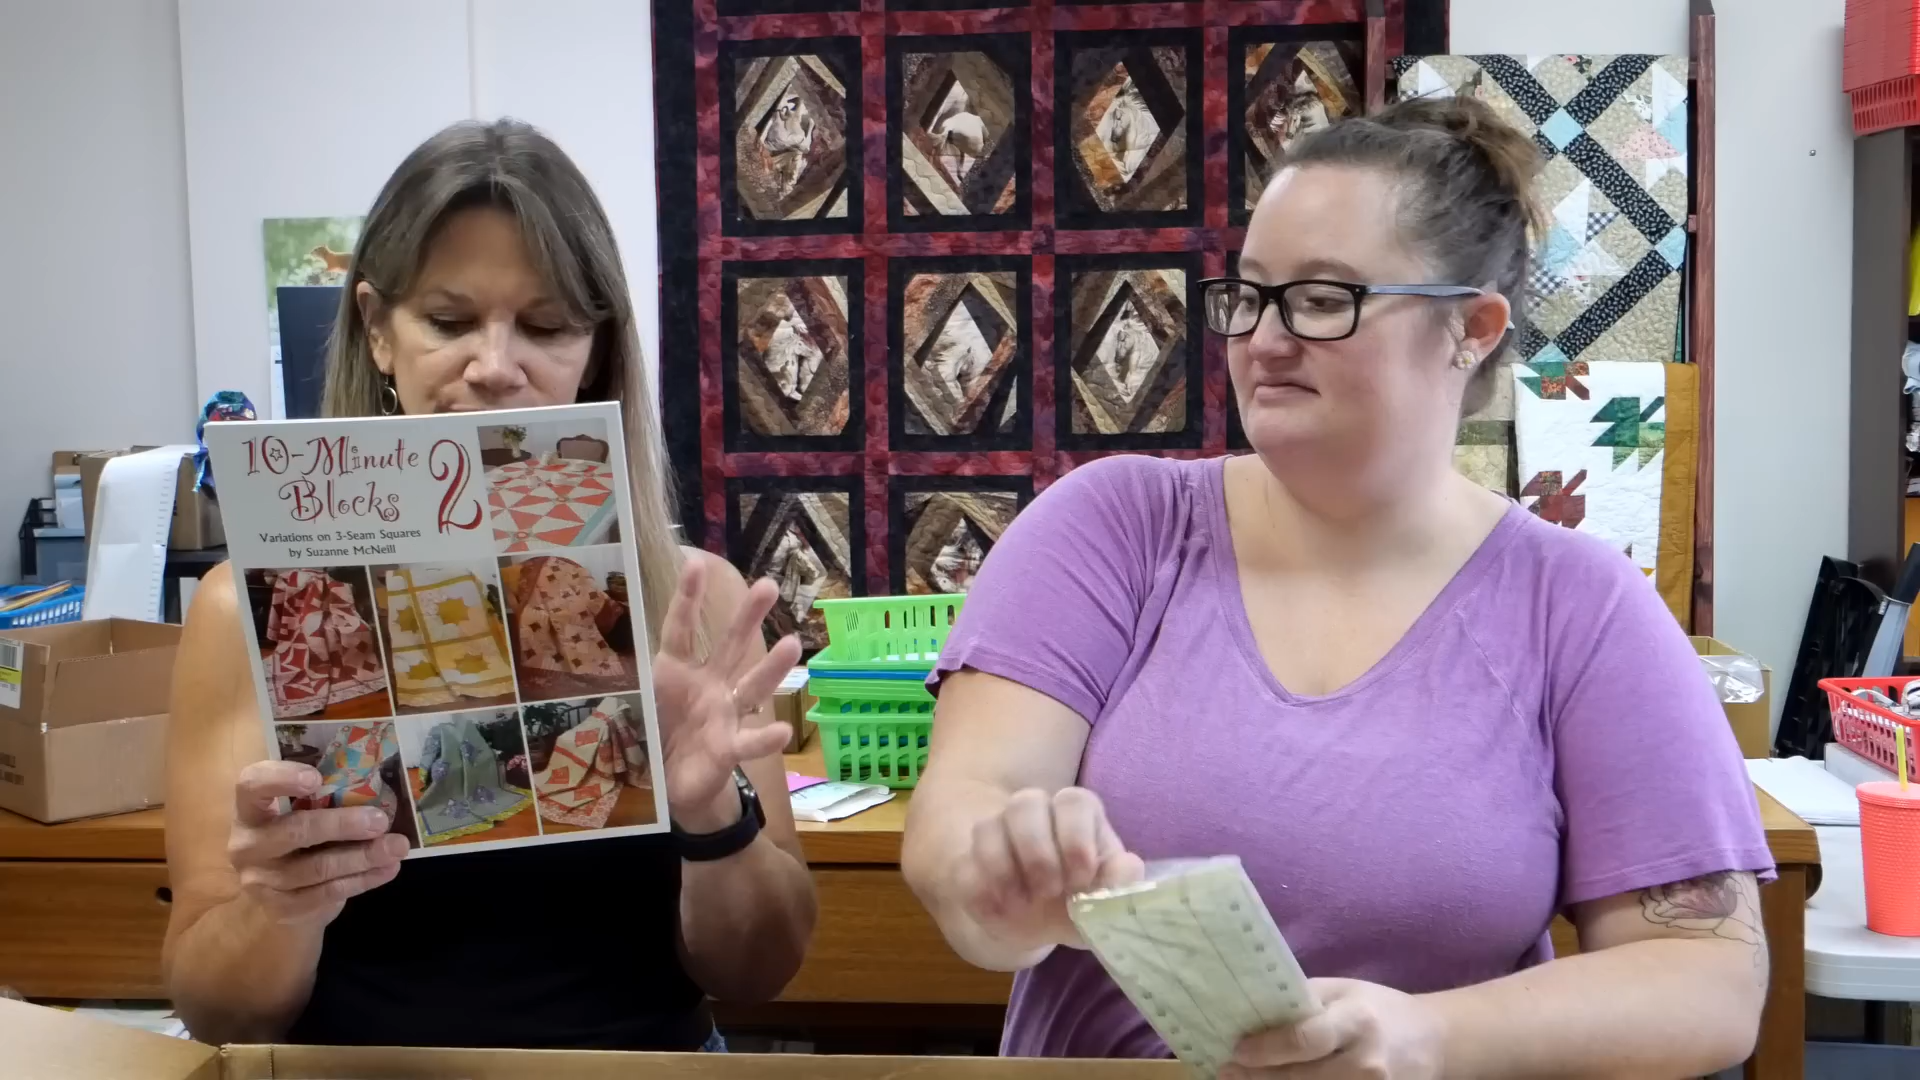 10-Minute
Blocks 2
Variations on 3-Seam Squares
by Suzanne McNeill